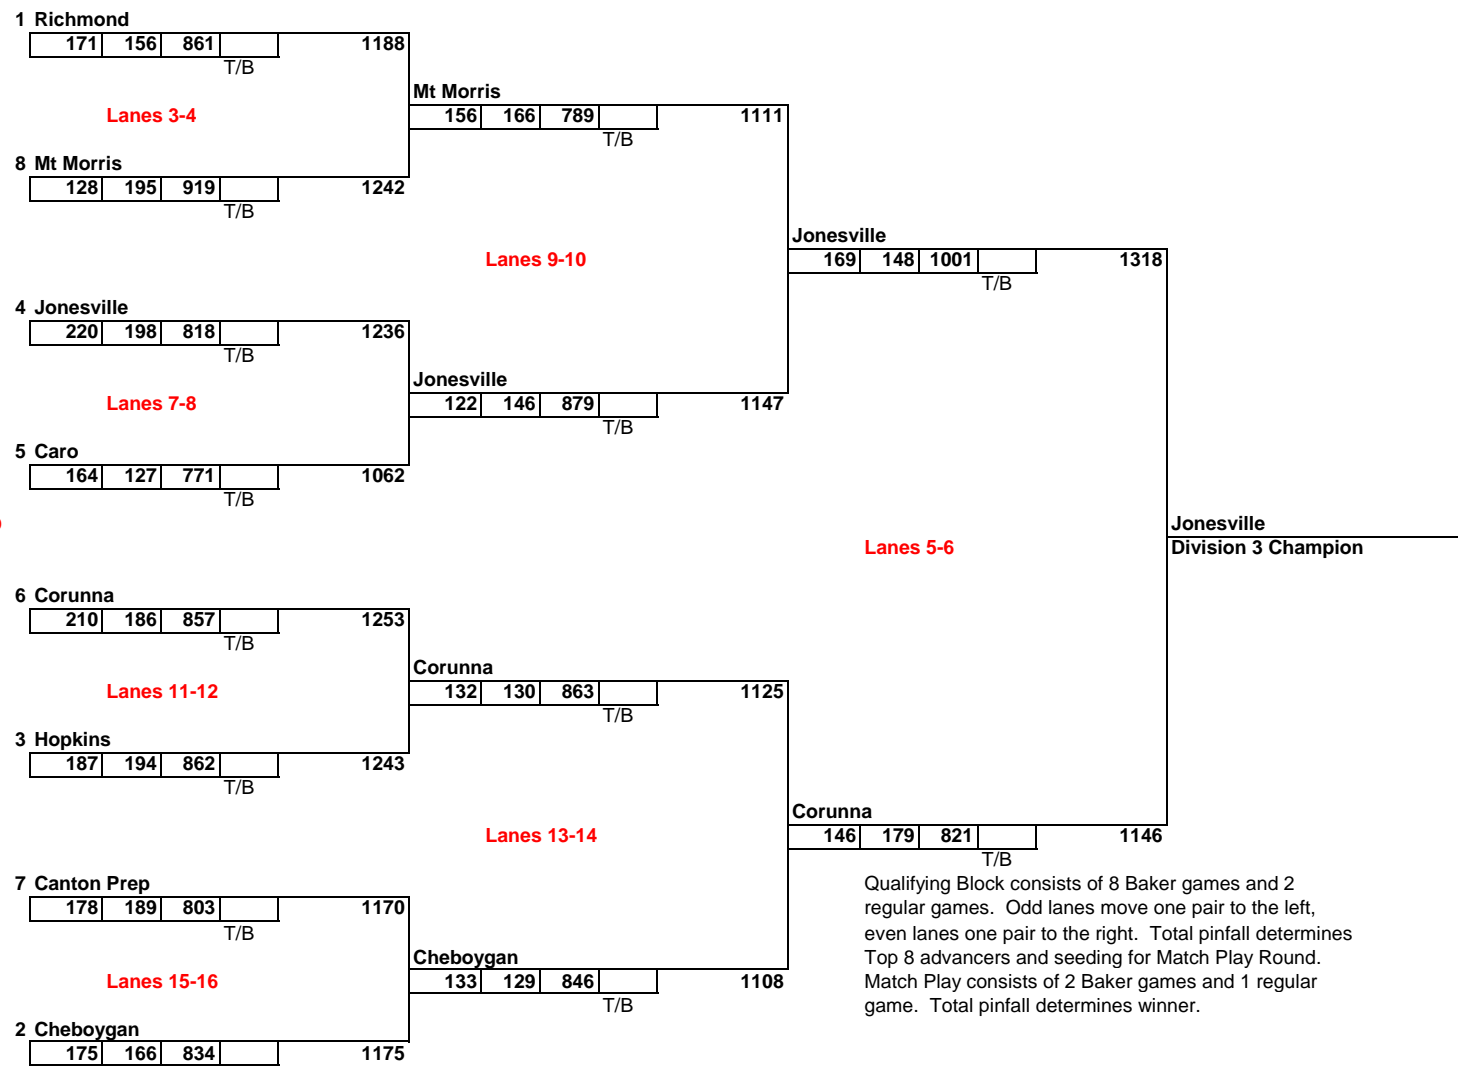 1 Richmond
171 156 861 1188
T/B
Mt Morris
Lanes 3-4
156 166 789 1111
T/B
8 Mt Morris
128 195 919 1242
T/B
Jonesville
Lanes 9-10
169 148 1001 1318
T/B
4 Jonesville
220 198 818 1236
T/B
Jonesville
Lanes 7-8
122 146 879 1147
T/B
5 Caro
164 127 771 1062
T/B
Jonesville
Lanes 5-6
Division 3 Champion
6 Corunna
210 186 857 1253
T/B
Corunna
Lanes 11-12
132 130 863 1125
T/B
3 Hopkins
187 194 862 1243
T/B
Corunna
Lanes 13-14
146 179 821 1146
T/B
7 Canton Prep
178 189 803 1170
T/B
Cheboygan
Lanes 15-16
133 129 846 1108
T/B
2 Cheboygan
175 166 834 1175
Qualifying Block consists of 8 Baker games and 2
regular games. Odd lanes move one pair to the left,
even lanes one pair to the right. Total pinfall determines
Top 8 advancers and seeding for Match Play Round.
Match Play consists of 2 Baker games and 1 regular
game. Total pinfall determines winner.